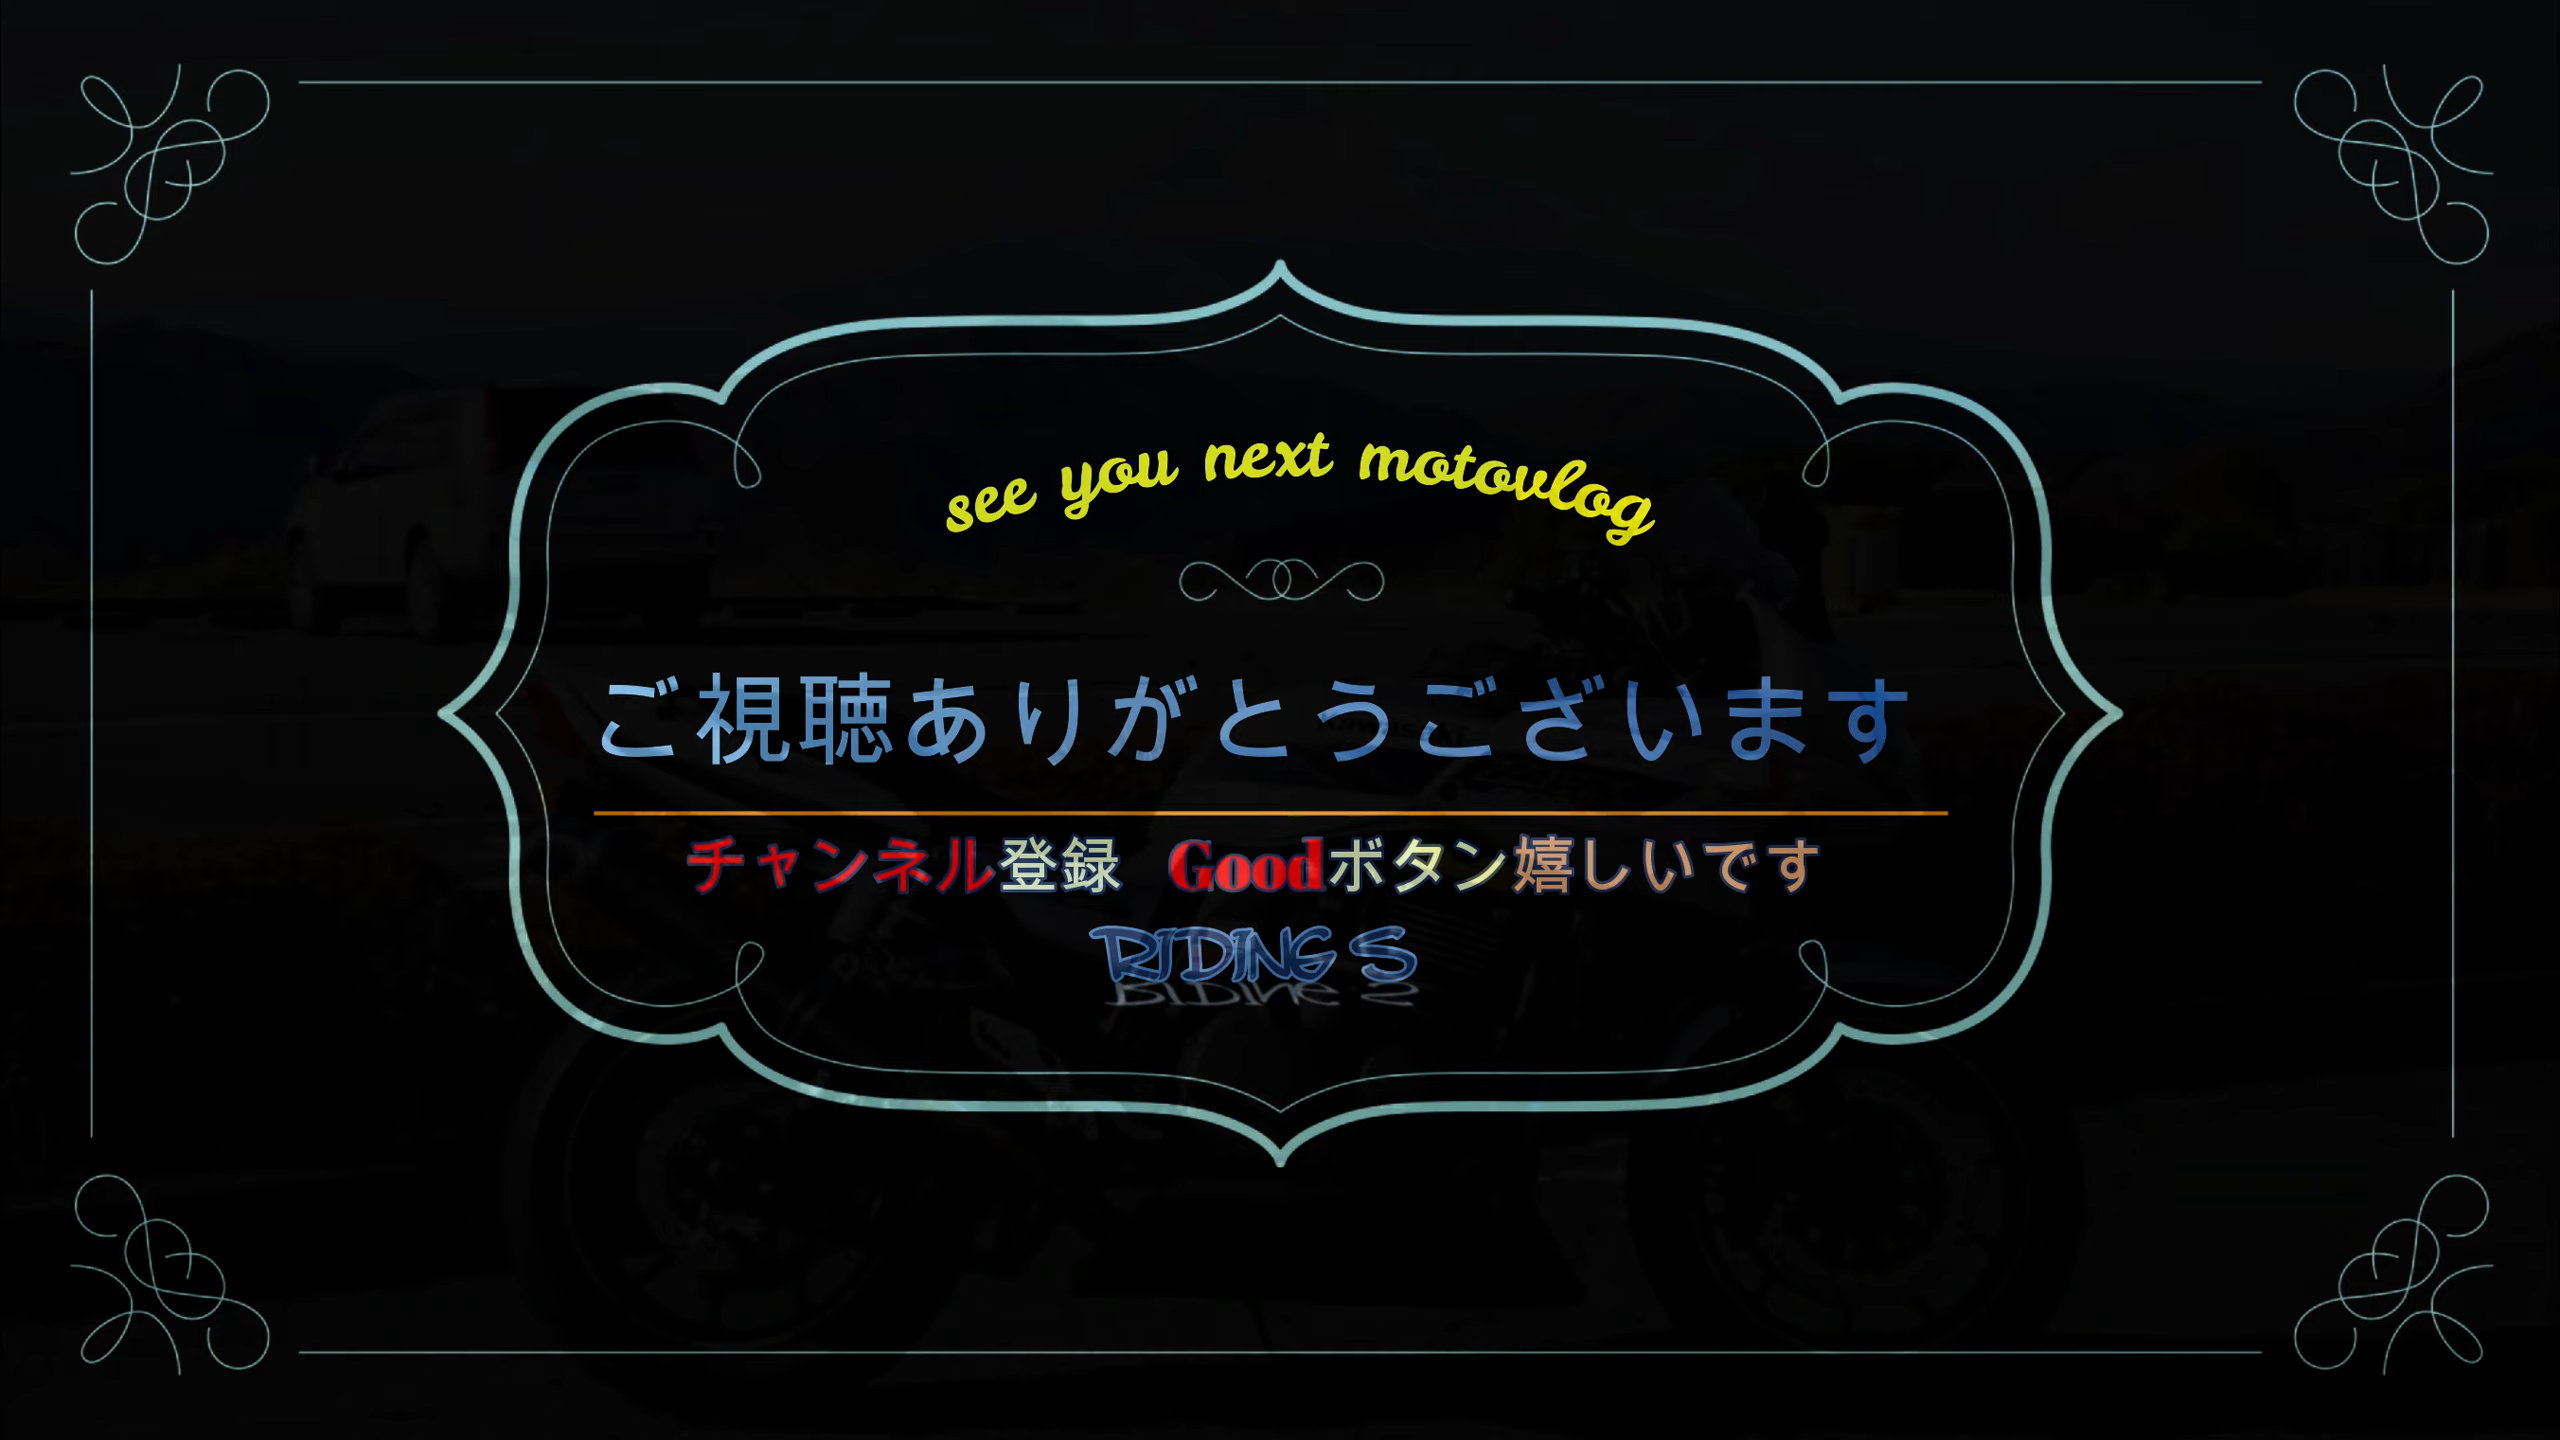 see you next motovlog
ご視聴ありがとうございます
チャンネル登録 Goodボタン嬉しいです
RIDING S
Kawasaki